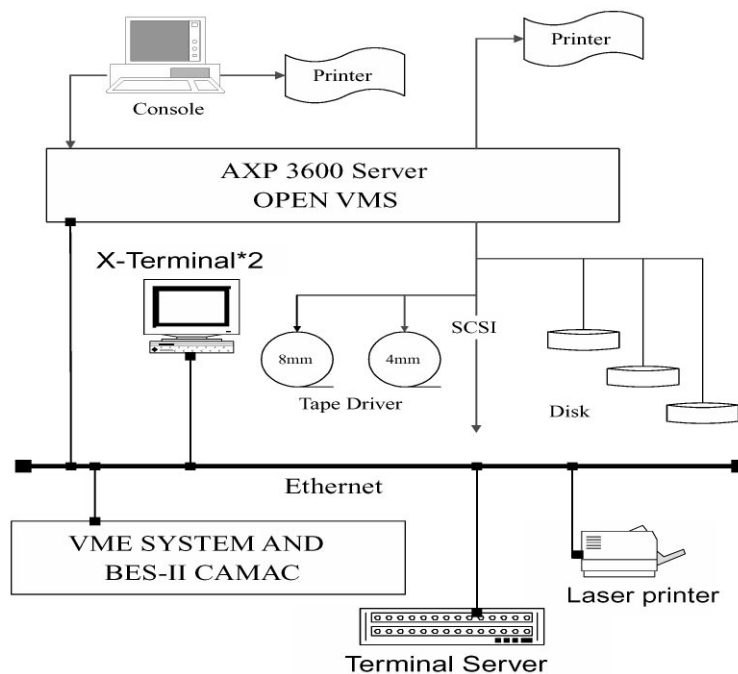 Printer
Printer
Console
AXP 3600 Server
OPEN VMS
X-Terminal*2
SCSI
8mm
4mm
Tape Driver
Disk
Ethernet
VME SYSTEM AND
BES-II CAMAC
Laser printer
Terminal Server